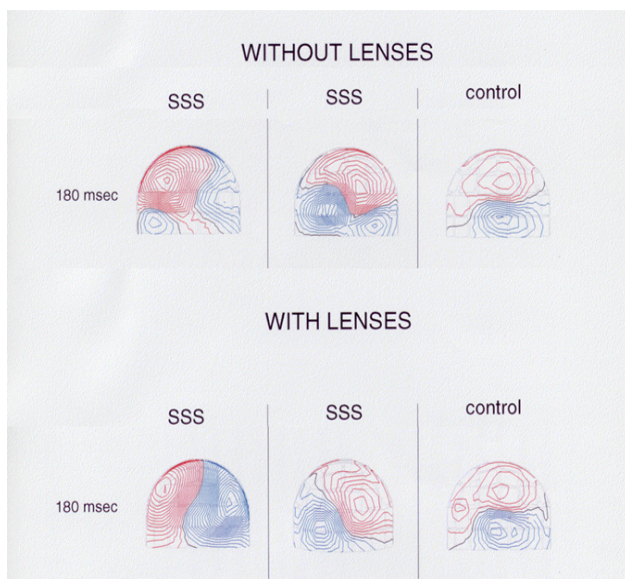 WITHOUT LENSES
SSS SSS control
180 msec
WITH LENSES
SSS SSS control
180 msec